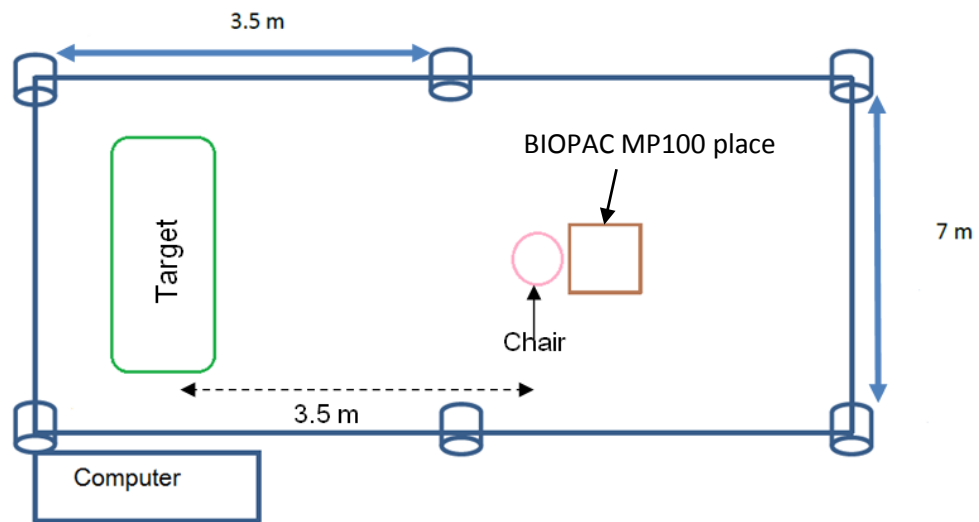 3.5 m
BIOPAC MP100 place
7 m
Target
Chair
3.5 m
Computer